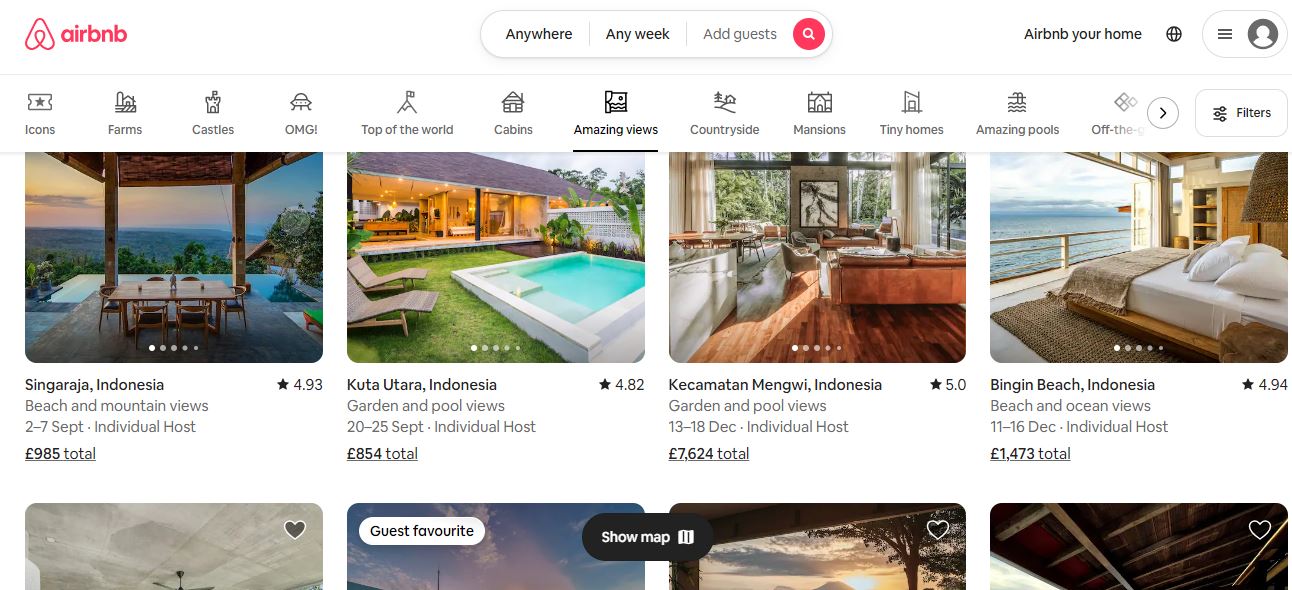 airbnb
Anywhere Any week Add guests
Airbnb your home
Icons Farms Castles OMG! Top of the world Cabins Amazing views Countryside Mansions Tiny homes Amazing pools Off-the-g
Filters
Singaraja, Indonesia ★ 4.93
Beach and mountain views
2–7 Sept · Individual Host
£985 total
Kuta Utara, Indonesia ★ 4.82
Garden and pool views
20–25 Sept · Individual Host
£854 total
Kecamatan Mengwi, Indonesia ★ 5.0
Garden and pool views
13–18 Dec · Individual Host
£7,624 total
Bingin Beach, Indonesia ★ 4.94
Beach and ocean views
11–16 Dec · Individual Host
£1,473 total
Guest favourite
Show map